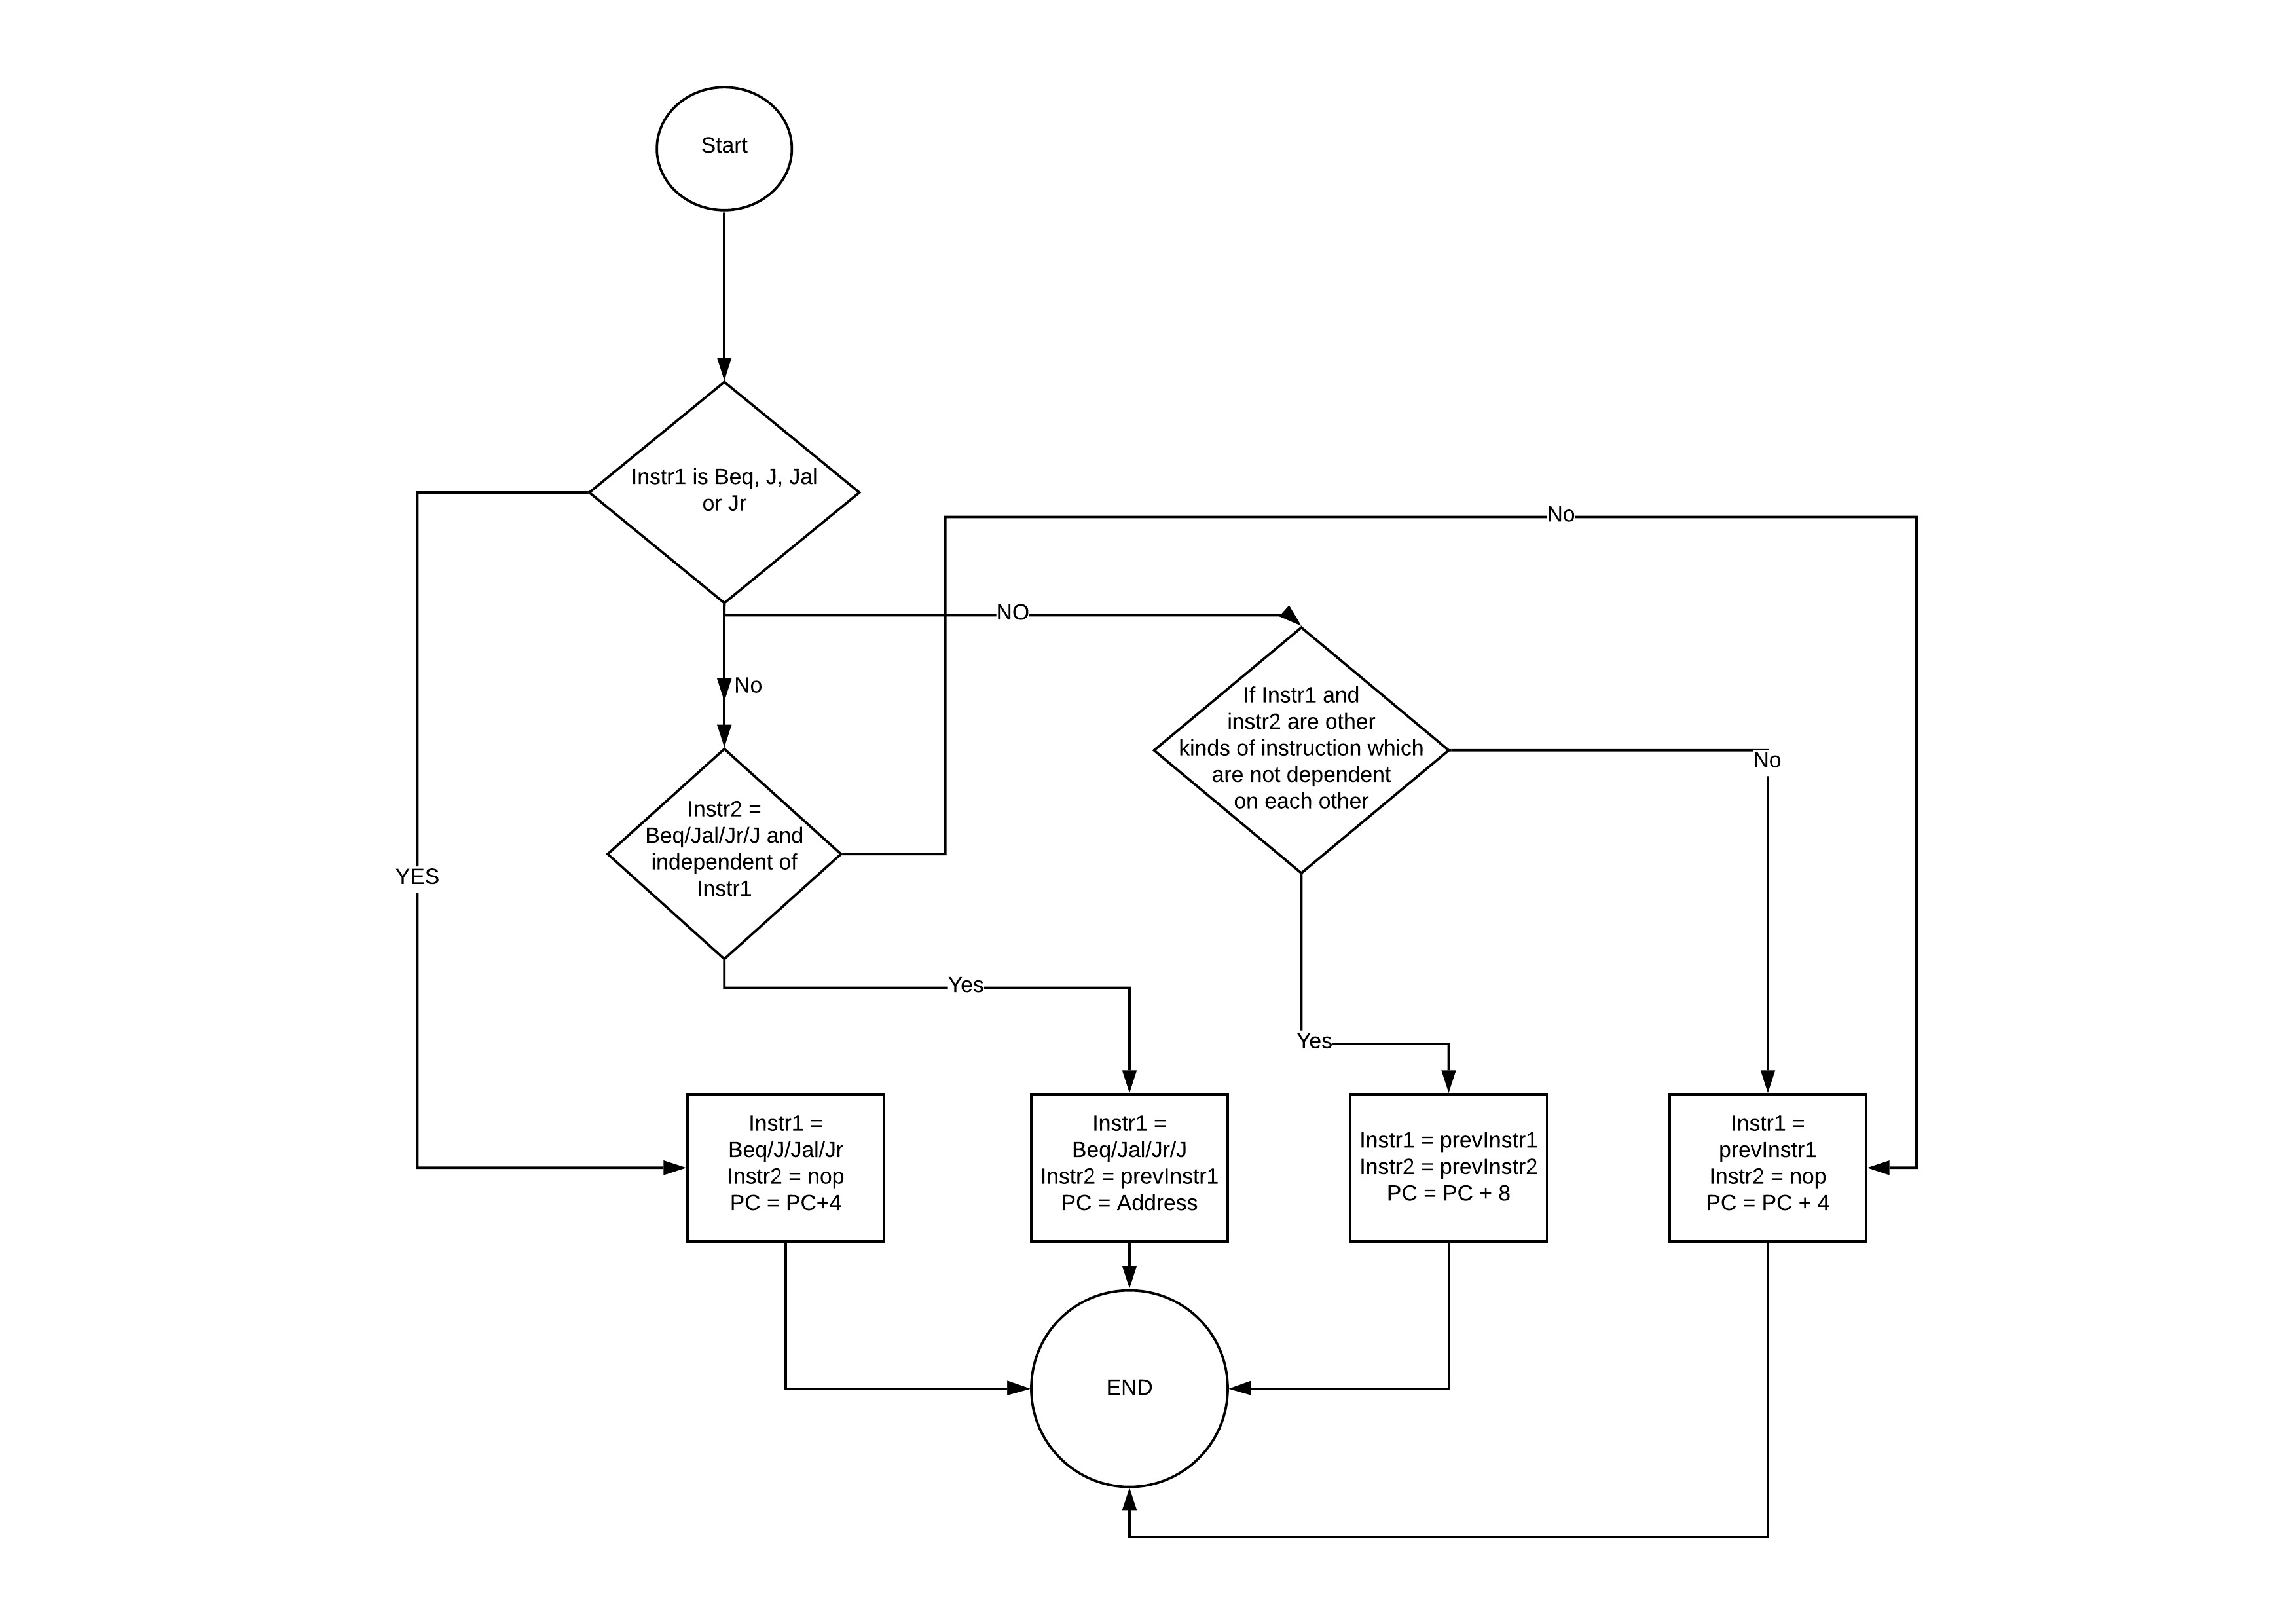 Start
Instr1 is Beq, J, Jal
or Jr
No
NO
No
If Instr1 and
instr2 are other
kinds of instruction which
are not dependent
on each other
No
Instr2 =
Beq/Jal/Jr/J and
independent of
Instr1
YES
Yes
Yes
Instr1 =
Beq/J/Jal/Jr
Instr2 = nop
PC = PC+4
Instr1 =
Beq/Jal/Jr/J
Instr2 = prevInstr1
PC = Address
Instr1 = prevInstr1
Instr2 = prevInstr2
PC = PC + 8
Instr1 =
prevInstr1
Instr2 = nop
PC = PC + 4
END